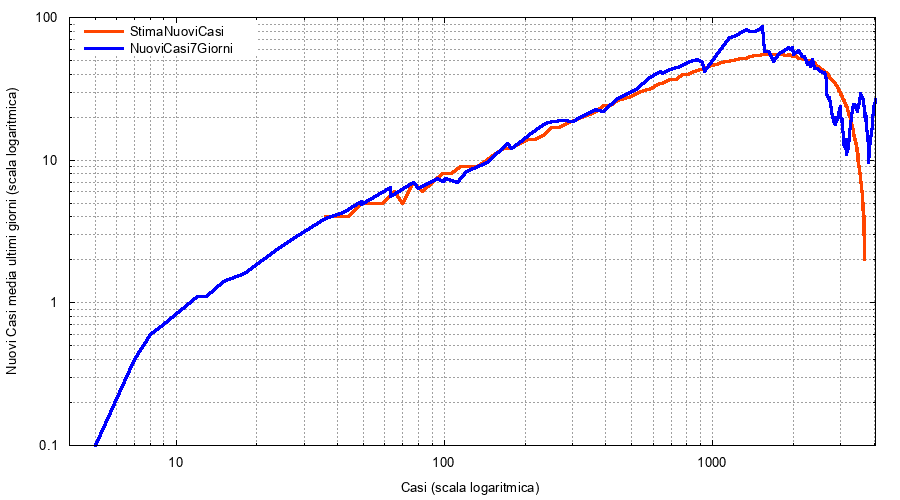 100
StimaNuoviCasi
NuoviCasi7Giorni
10
1
0.1
Nuovi Casi media ultimi giorni (scala logaritmica)
10
100
1000
Casi (scala logaritmica)